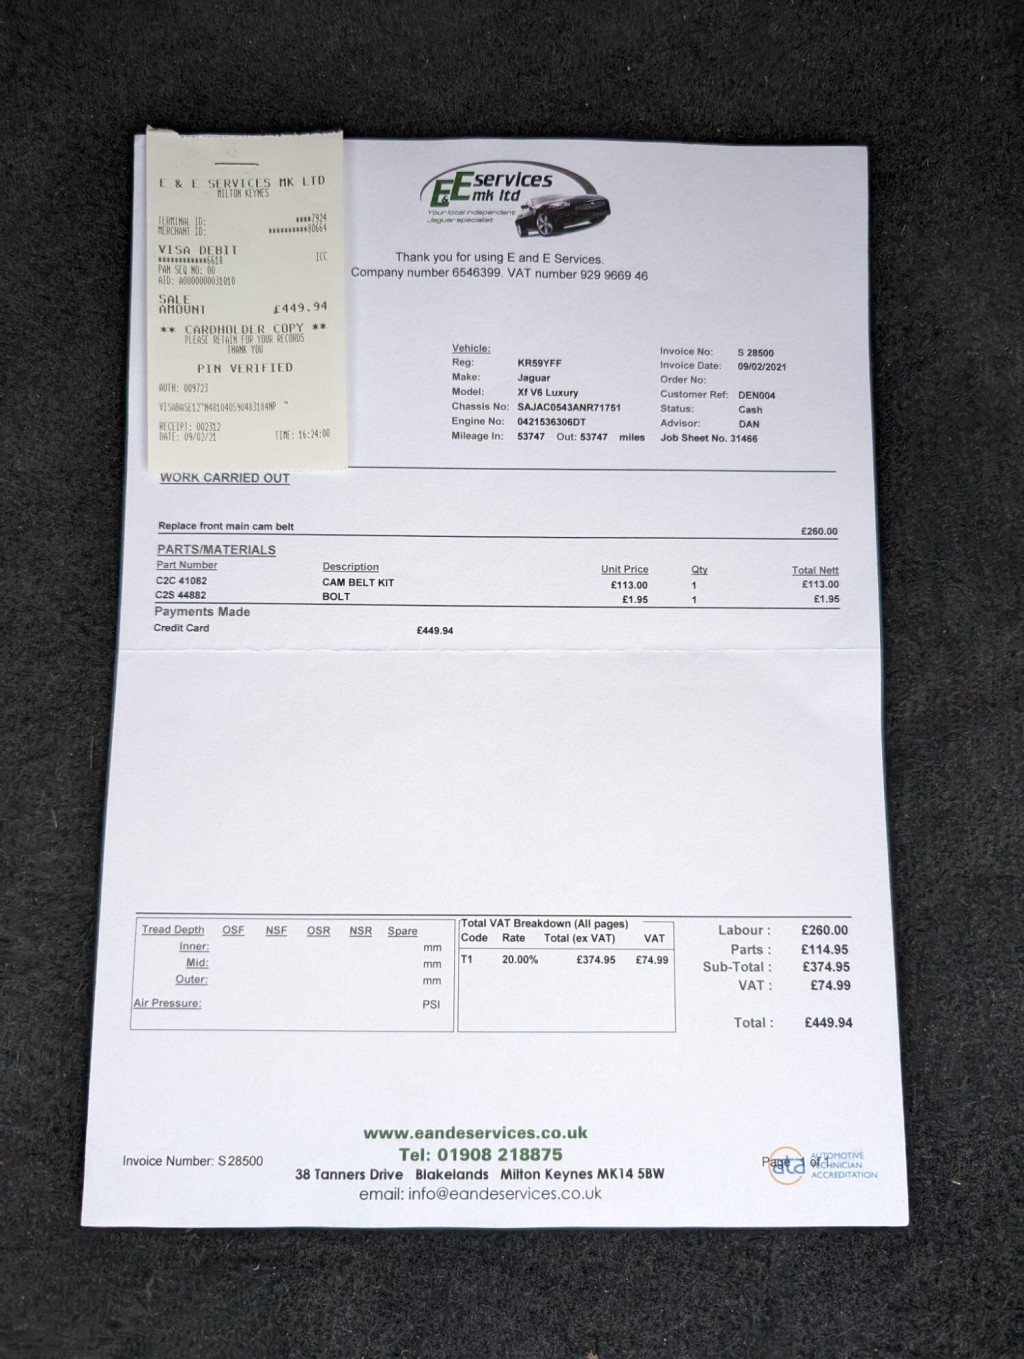 E & E SERVICES MK LTD
MILTON KEYNES
TERMINAL ID: ****7924
MERCHANT ID: **********80664
VISA DEBIT
************6618 ICC
PAN SEQ NO: 00
AID: A0000000031010
SALE
AMOUNT £449.94
** CARDHOLDER COPY **
PLEASE RETAIN FOR YOUR RECORDS
THANK YOU
PIN VERIFIED
AUTH: 009723
RECEIPT: 002312
DATE: 09/02/21 TIME: 16:24:00
E&E services
mk ltd
Your local independent
Jaguar specialist
Thank you for using E and E Services.
Company number 6546399. VAT number 929 9669 46
Vehicle:
Reg: KR59YFF
Make: Jaguar
Model: Xf V6 Luxury
Chassis No: SAJAC0543ANR71751
Engine No: 0421536306DT
Mileage In: 53747 Out: 53747 miles
Invoice No: S 28500
Invoice Date: 09/02/2021
Order No:
Customer Ref: DEN004
Status: Cash
Advisor: DAN
Job Sheet No. 31466
WORK CARRIED OUT
Replace front main cam belt £260.00
PARTS/MATERIALS
Part Number Description Unit Price Qty Total Nett
C2C 41082 CAM BELT KIT £113.00 1 £113.00
C2S 44882 BOLT £1.95 1 £1.95
Payments Made
Credit Card £449.94
Tread Depth OSF NSF OSR NSR Spare
Inner: mm
Mid: mm
Outer: mm
Air Pressure: PSI
Total VAT Breakdown (All pages)
Code Rate Total (ex VAT) VAT
T1 20.00% £374.95 £74.99
Labour : £260.00
Parts : £114.95
Sub-Total : £374.95
VAT : £74.99
Total : £449.94
www.eandeservices.co.uk
Tel: 01908 218875
38 Tanners Drive Blakelands Milton Keynes MK14 5BW
email: info@eandeservices.co.uk
Invoice Number: S 28500
Page 1 of 1
ata
AUTOMOTIVE
TECHNICIAN
ACCREDITATION